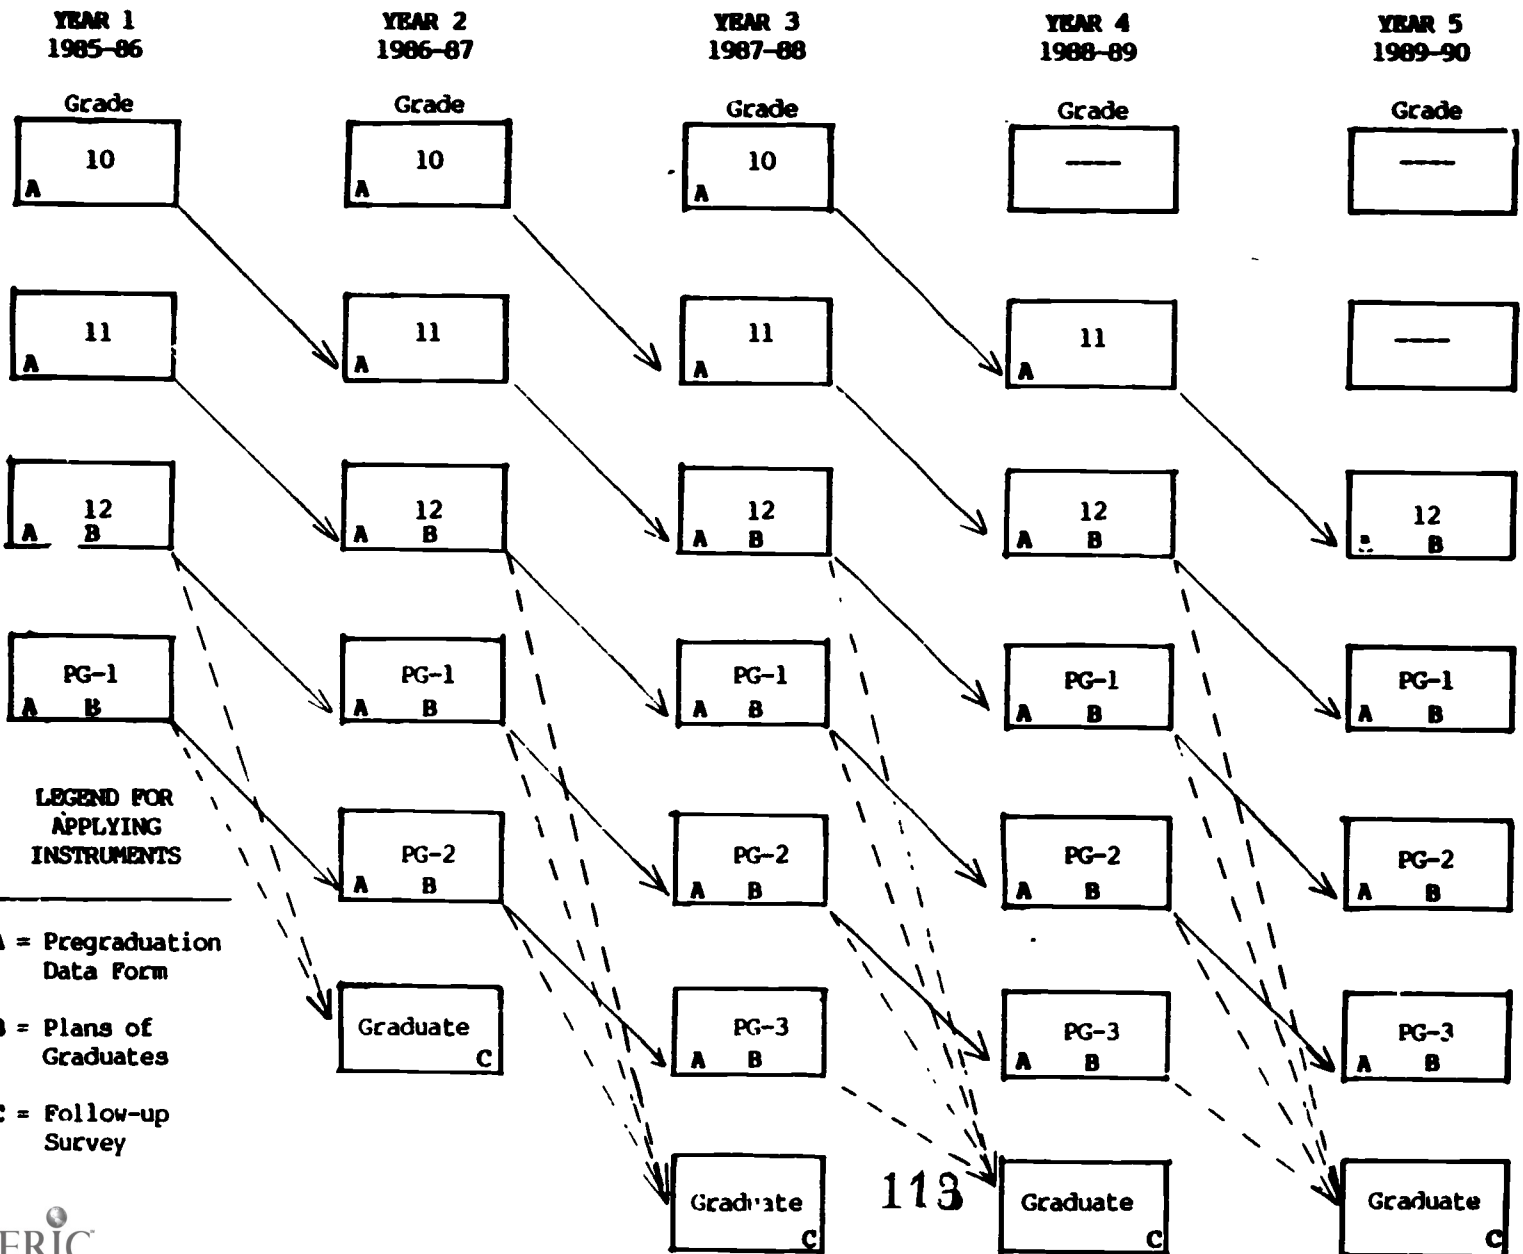 YEAR 1 YEAR 2 YEAR 3 YEAR 4 YEAR 5
1985-86 1986-87 1987-88 1988-89 1989-90
Grade Grade Grade Grade Grade
10 10 10 — —
A A A
11 11 11 11 —
A A A A
12 12 12 12 12
A B A B A B A B B
PG-1 PG-1 PG-1 PG-1 PG-1
A B A B A B A B A B
LEGEND FOR
APPLYING
INSTRUMENTS
PG-2 PG-2 PG-2 PG-2
A B A B A B A B
A = Pregraduation
Data Form
B = Plans of
Graduates
C = Follow-up
Survey
Graduate
C
PG-3 PG-3 PG-3
A B A B A B
Graduate 113 Graduate Graduate
C C C
ERIC